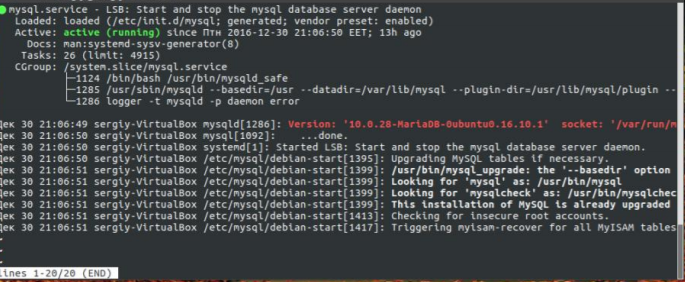 mysql.service - LSB: Start and stop the mysql database server daemon
Loaded: loaded (/etc/init.d/mysql; generated; vendor preset: enabled)
Active: active (running) since Птн 2016-12-30 21:06:50 EET; 13h ago
Docs: man:systemd-sysv-generator(8)
Tasks: 26 (limit: 4915)
CGroup: /system.slice/mysql.service
├─1124 /bin/bash /usr/bin/mysqld_safe
├─1285 /usr/sbin/mysqld --basedir=/usr --datadir=/var/lib/mysql --plugin-dir=/usr/lib/mysql/plugin --
└─1286 logger -t mysqld -p daemon error
Дек 30 21:06:49 sergiy-VirtualBox mysqld[1286]: Version: '10.0.28-MariaDB-0ubuntu0.16.10.1' socket: '/var/run/m
Дек 30 21:06:50 sergiy-VirtualBox mysql[1092]: ...done.
Дек 30 21:06:50 sergiy-VirtualBox systemd[1]: Started LSB: Start and stop the mysql database server daemon.
Дек 30 21:06:50 sergiy-VirtualBox /etc/mysql/debian-start[1395]: Upgrading MySQL tables if necessary.
Дек 30 21:06:51 sergiy-VirtualBox /etc/mysql/debian-start[1399]: /usr/bin/mysql_upgrade: the '--basedir' option
Дек 30 21:06:51 sergiy-VirtualBox /etc/mysql/debian-start[1399]: Looking for 'mysql' as: /usr/bin/mysql
Дек 30 21:06:51 sergiy-VirtualBox /etc/mysql/debian-start[1399]: Looking for 'mysqlcheck' as: /usr/bin/mysqlchec
Дек 30 21:06:51 sergiy-VirtualBox /etc/mysql/debian-start[1399]: This installation of MySQL is already upgraded
Дек 30 21:06:51 sergiy-VirtualBox /etc/mysql/debian-start[1413]: Checking for insecure root accounts.
Дек 30 21:06:51 sergiy-VirtualBox /etc/mysql/debian-start[1417]: Triggering myisam-recover for all MyISAM tables
~
~
~
lines 1-20/20 (END)